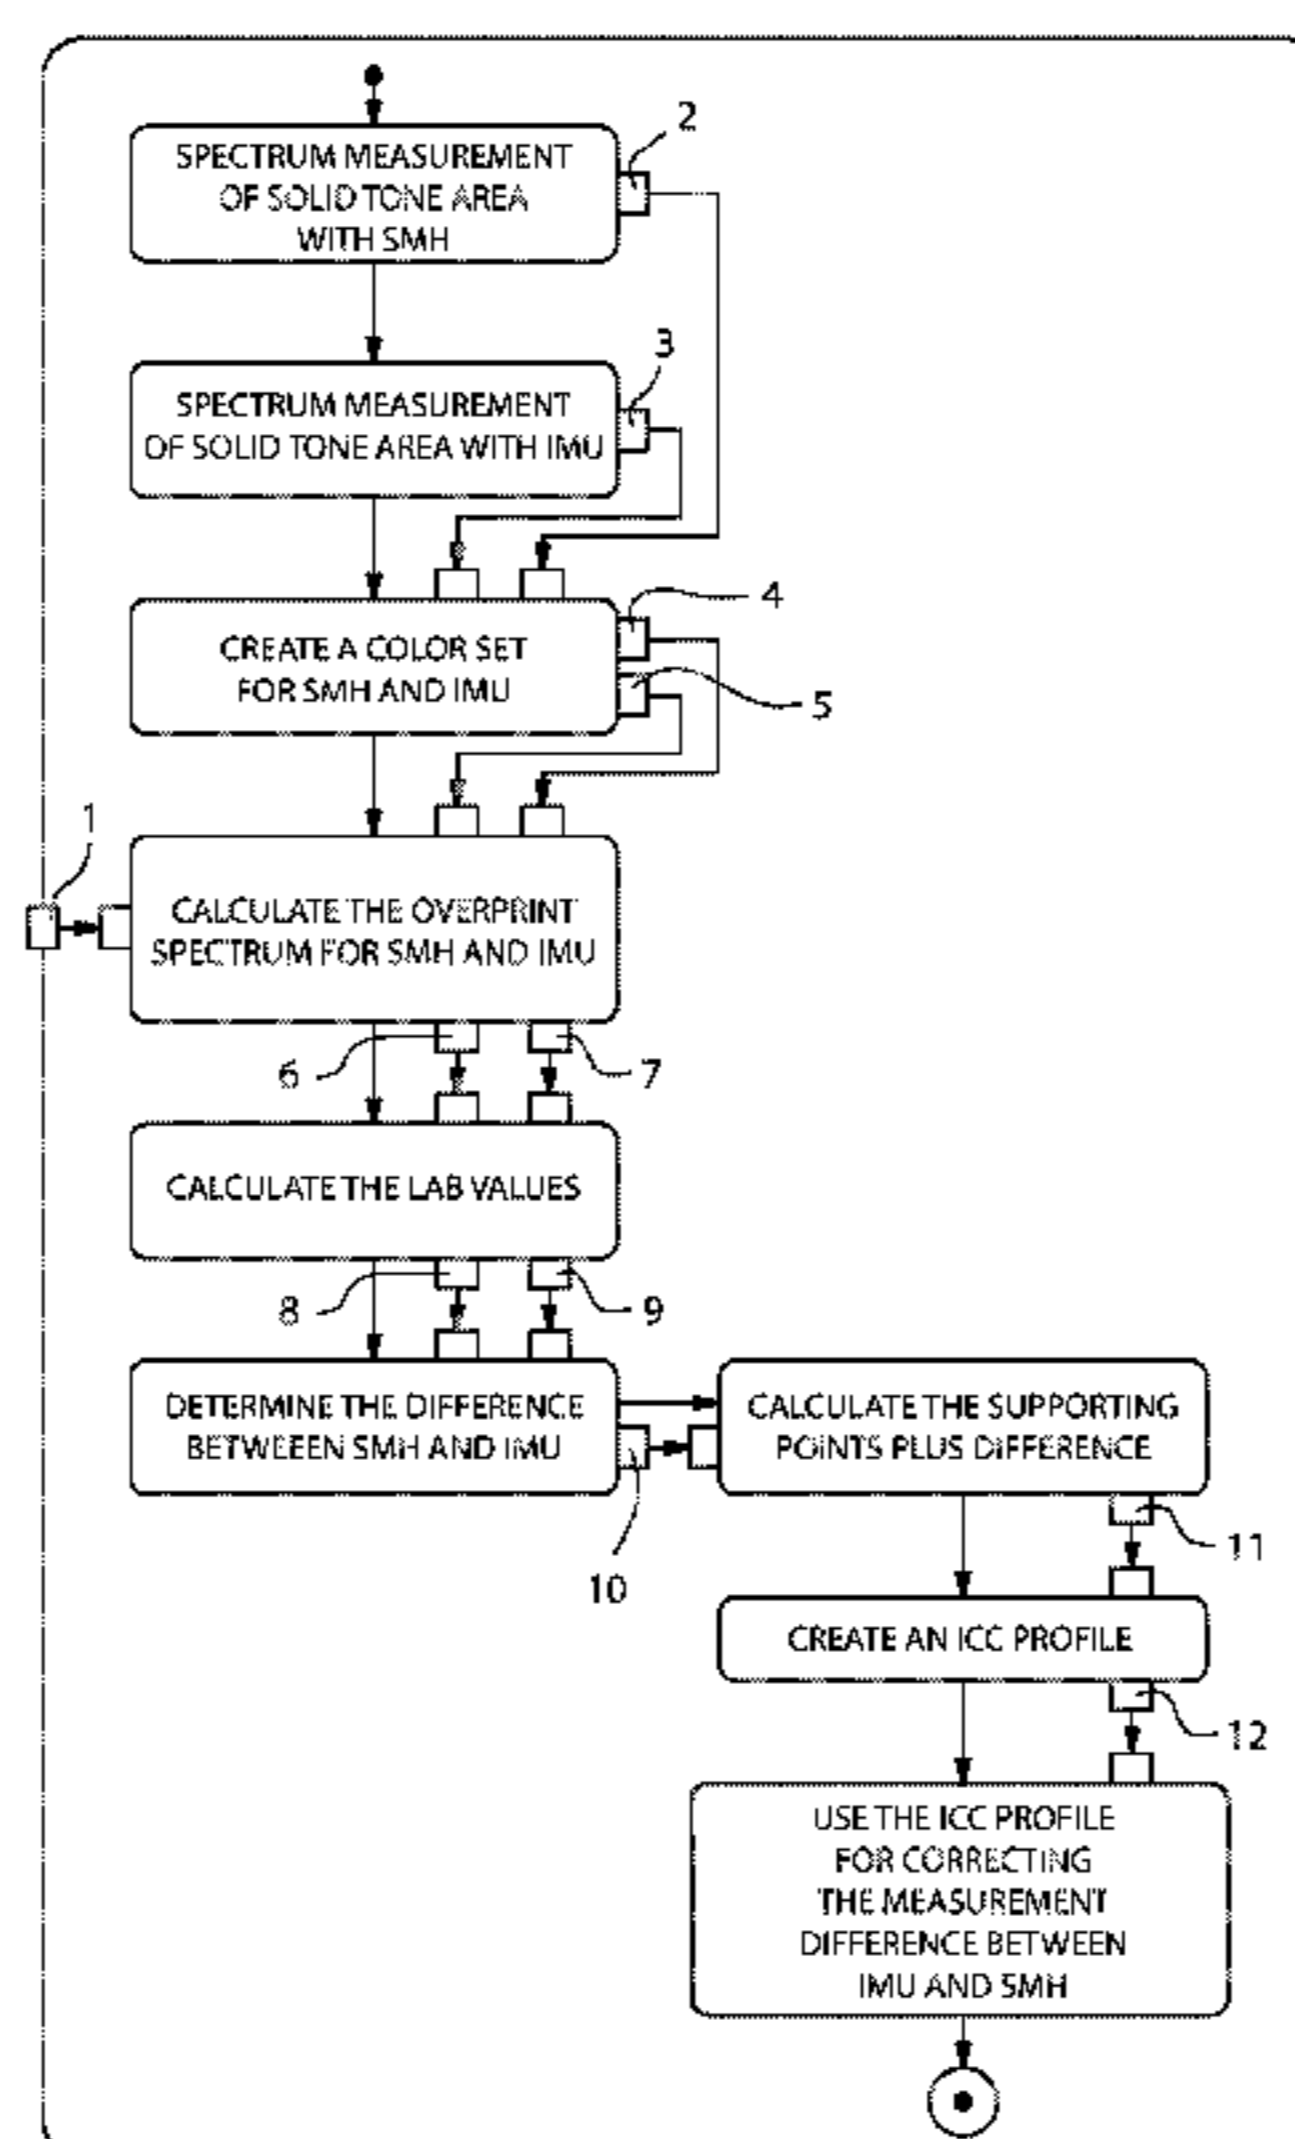 2
SPECTRUM MEASUREMENT
OF SOLID TONE AREA
WITH SMH
3
SPECTRUM MEASUREMENT
OF SOLID TONE AREA WITH IMU
4
CREATE A COLOR SET
FOR SMH AND IMU
5
1
CALCULATE THE OVERPRINT
SPECTRUM FOR SMH AND IMU
6
7
CALCULATE THE LAB VALUES
8
9
DETERMINE THE DIFFERENCE
BETWEEEN SMH AND IMU
10
CALCULATE THE SUPPORTING
POINTS PLUS DIFFERENCE
11
CREATE AN ICC PROFILE
12
USE THE ICC PROFILE
FOR CORRECTING
THE MEASUREMENT
DIFFERENCE BETWEEN
IMU AND SMH